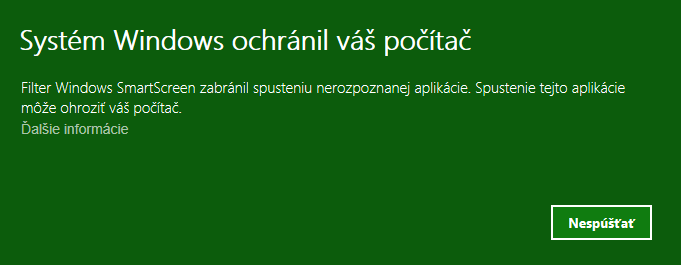 Systém Windows ochránil váš počítač
Filter Windows SmartScreen zabránil spusteniu nerozpoznanej aplikácie. Spustenie tejto aplikácie
môže ohroziť váš počítač.
Ďalšie informácie
Nespúšťať